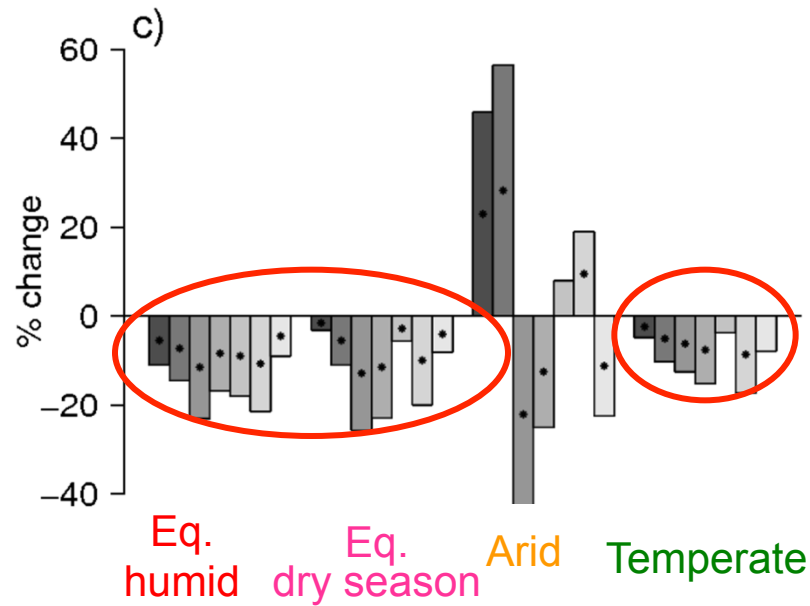 c)
60
40
20
0
−20
−40
% change
Eq.
humid
Eq.
dry season
Arid
Temperate